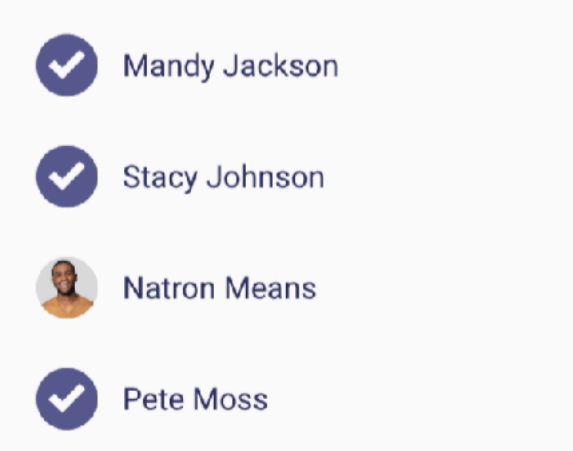 Mandy Jackson
Stacy Johnson
Natron Means
Pete Moss